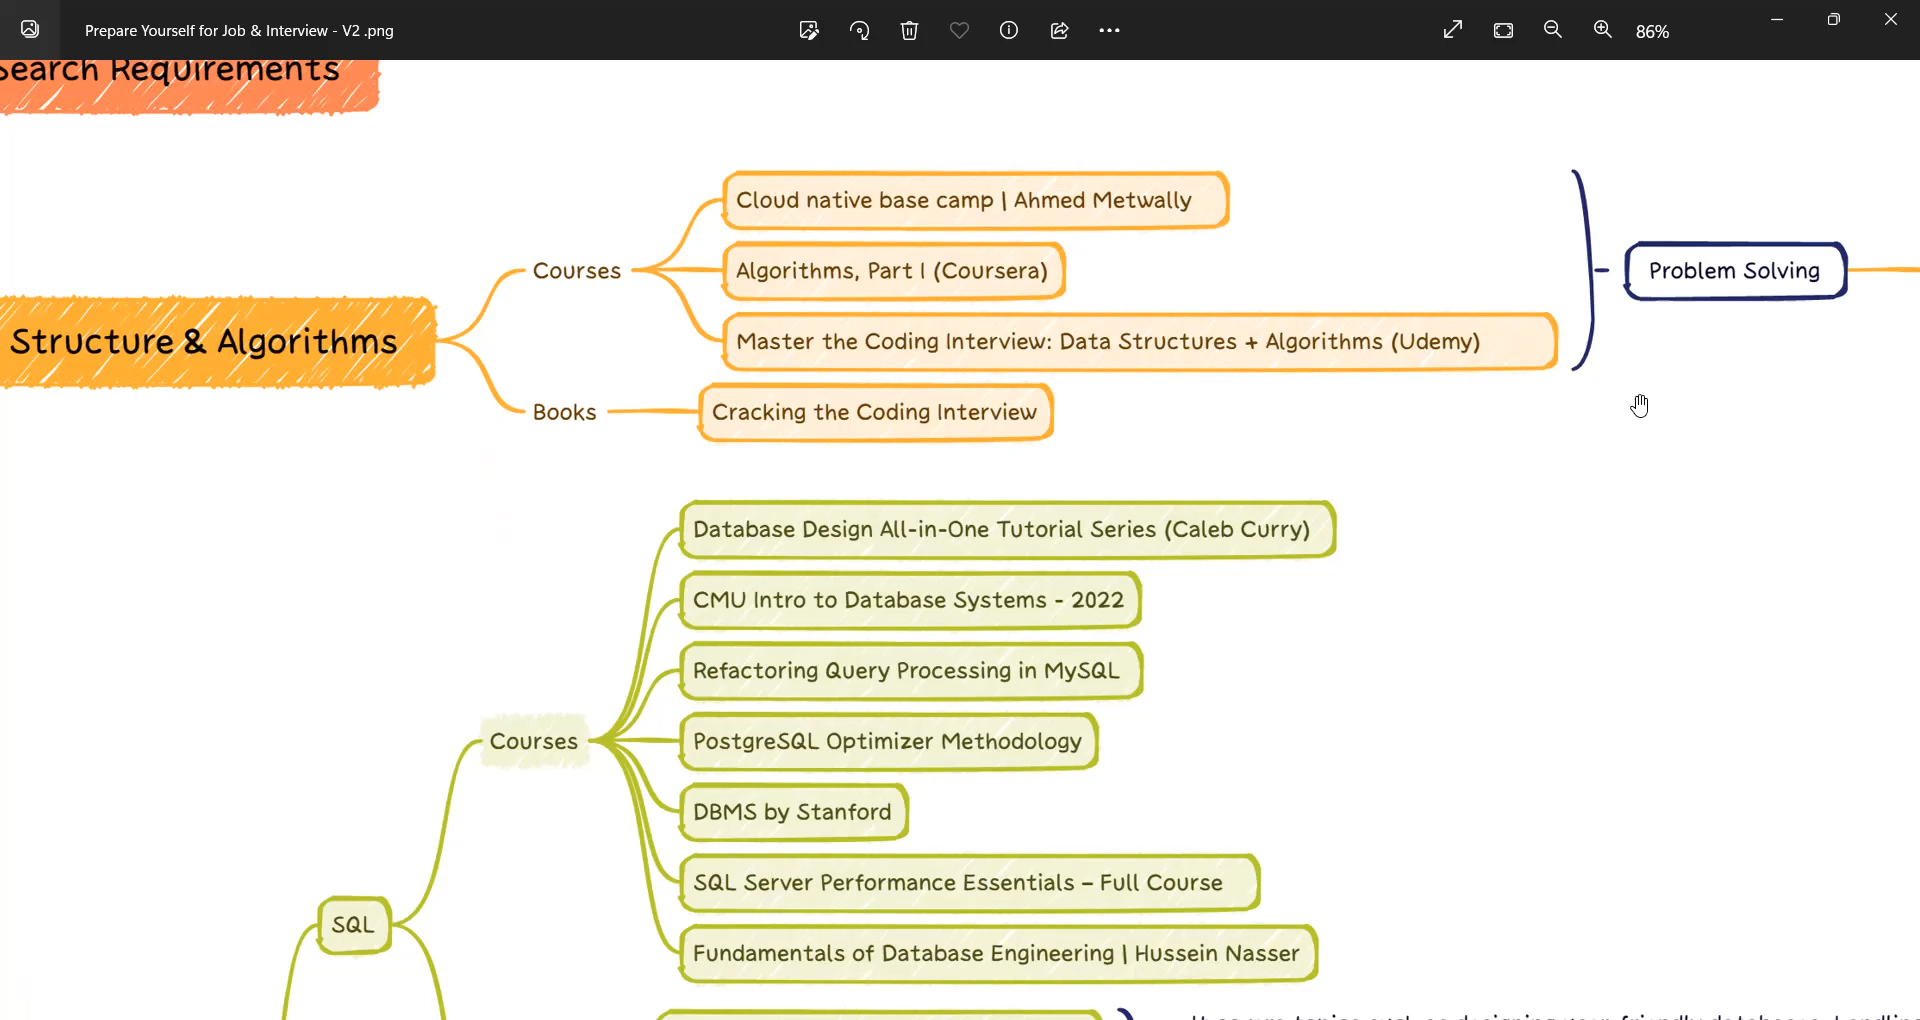 Prepare Yourself for Job & Interview - V2 .png
86%
Search Requirements
Cloud native base camp | Ahmed Metwally
Courses
Algorithms, Part I (Coursera)
Problem Solving
Structure & Algorithms
Master the Coding Interview: Data Structures + Algorithms (Udemy)
Books
Cracking the Coding Interview
Database Design All-in-One Tutorial Series (Caleb Curry)
CMU Intro to Database Systems - 2022
Refactoring Query Processing in MySQL
Courses
PostgreSQL Optimizer Methodology
DBMS by Stanford
SQL Server Performance Essentials – Full Course
SQL
Fundamentals of Database Engineering | Hussein Nasser